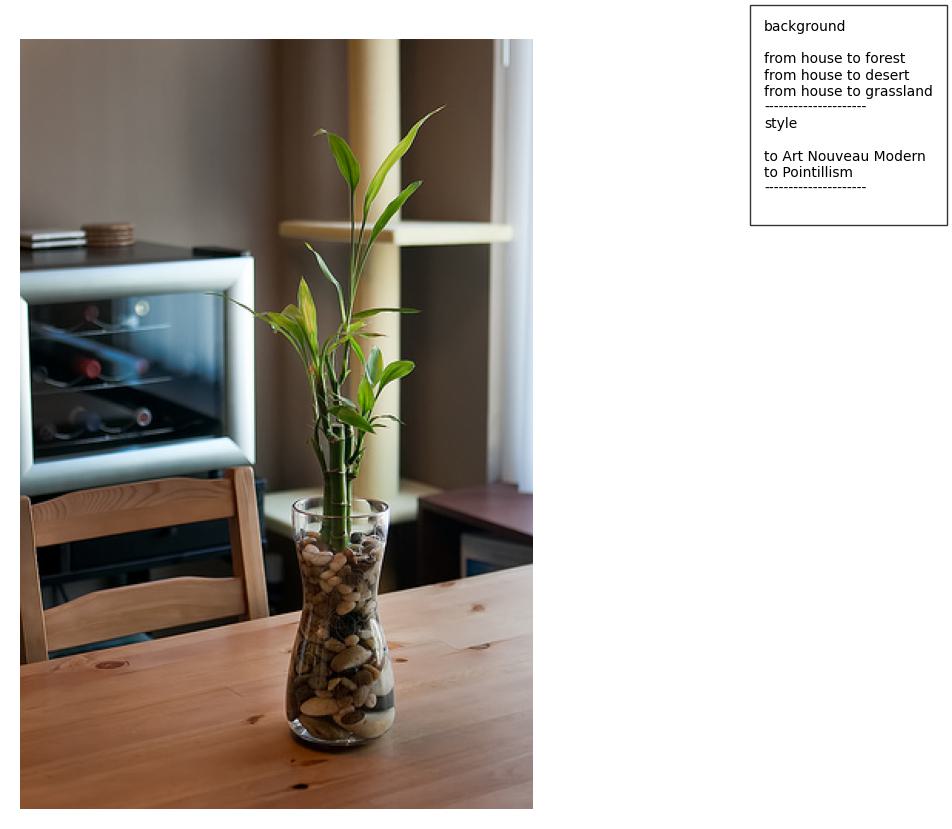 background
from house to forest
from house to desert
from house to grassland
---------------------
style
to Art Nouveau Modern
to Pointillism
---------------------